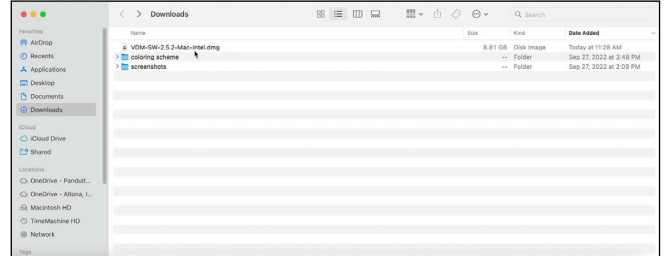 Downloads
Search
Favorites
AirDrop
Recents
Applications
Desktop
Documents
Downloads
iCloud
iCloud Drive
Shared
Locations
OneDrive - Panduit...
OneDrive - Atlona, I...
Macintosh HD
TimeMachine HD
Network
Tags
Name Size Kind Date Added
VDM-SW-2.5.2-Mac-Intel.dmg 8.81 GB Disk Image Today at 11:26 AM
coloring scheme -- Folder Sep 27, 2022 at 3:48 PM
screenshots -- Folder Sep 27, 2022 at 2:09 PM